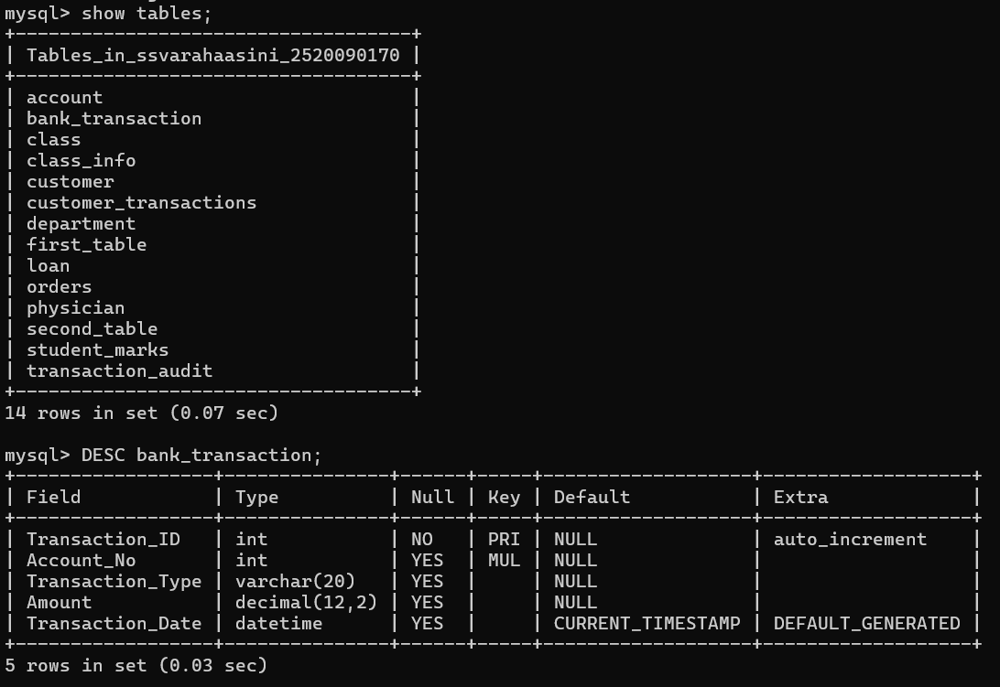 mysql> show tables;
+------------------------------------+
| Tables_in_ssvarahaasini_2520090170 |
+------------------------------------+
| account                            |
| bank_transaction                   |
| class                              |
| class_info                         |
| customer                           |
| customer_transactions              |
| department                         |
| first_table                        |
| loan                               |
| orders                             |
| physician                          |
| second_table                       |
| student_marks                      |
| transaction_audit                  |
+------------------------------------+
14 rows in set (0.07 sec)
mysql> DESC bank_transaction;
+------------------+---------------+------+-----+-------------------+-------------------+
| Field            | Type          | Null | Key | Default           | Extra             |
+------------------+---------------+------+-----+-------------------+-------------------+
| Transaction_ID   | int           | NO   | PRI | NULL              | auto_increment    |
| Account_No       | int           | YES  | MUL | NULL              |                   |
| Transaction_Type | varchar(20)   | YES  |     | NULL              |                   |
| Amount           | decimal(12,2) | YES  |     | NULL              |                   |
| Transaction_Date | datetime      | YES  |     | CURRENT_TIMESTAMP | DEFAULT_GENERATED |
+------------------+---------------+------+-----+-------------------+-------------------+
5 rows in set (0.03 sec)